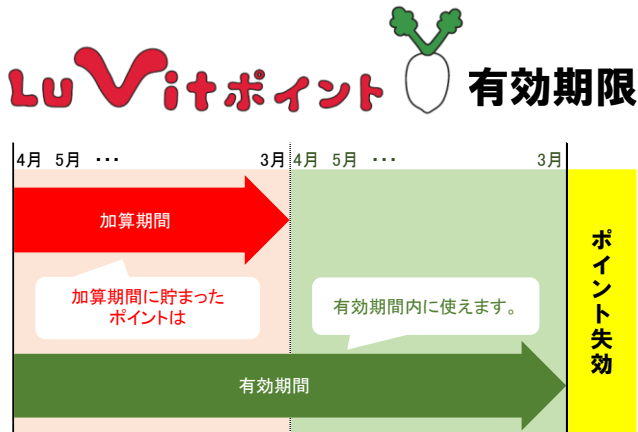 LuVitポイント 有効期限
4月 5月 ・・・ 3月 4月 5月 ・・・ 3月
加算期間
加算期間に貯まった
ポイントは
有効期間内に使えます。
有効期間
ポイント失効